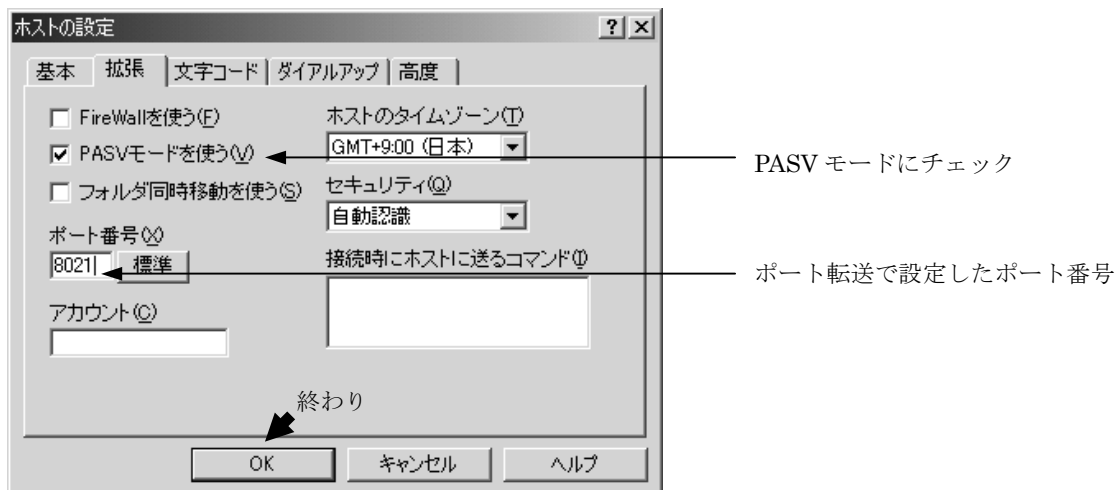 ホストの設定
? ×
基本 拡張 文字コード ダイアルアップ 高度
FireWallを使う(F)
PASVモードを使う(V)
フォルダ同時移動を使う(S)
ポート番号(X)
8021 標準
アカウント(C)
ホストのタイムゾーン(T)
GMT+9:00 (日本)
セキュリティ(Q)
自動認識
接続時にホストに送るコマンド(I)
PASV モードにチェック
ポート転送で設定したポート番号
終わり
OK キャンセル ヘルプ